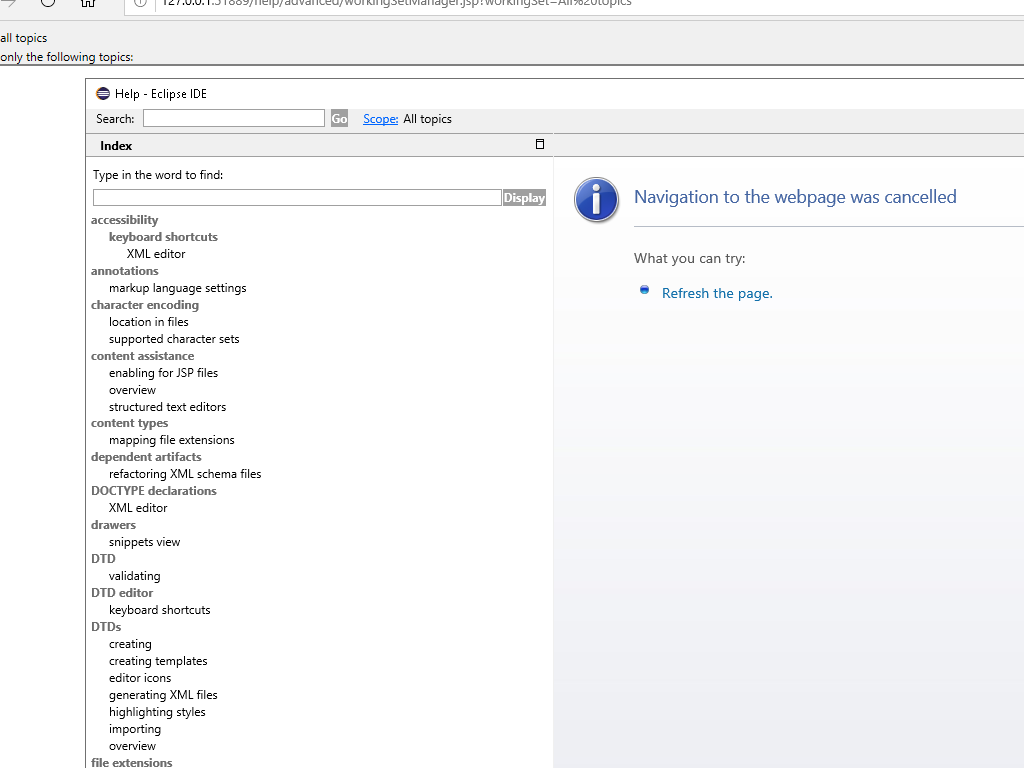 127.0.0.1:51889/help/advanced/workingSetManager.jsp?workingSet=All%20topics
all topics
only the following topics:
Help - Eclipse IDE
Search: Go Scope: All topics
Index
Type in the word to find:
Display
Navigation to the webpage was cancelled
What you can try:
Refresh the page.
accessibility
keyboard shortcuts
XML editor
annotations
markup language settings
character encoding
location in files
supported character sets
content assistance
enabling for JSP files
overview
structured text editors
content types
mapping file extensions
dependent artifacts
refactoring XML schema files
DOCTYPE declarations
XML editor
drawers
snippets view
DTD
validating
DTD editor
keyboard shortcuts
DTDs
creating
creating templates
editor icons
generating XML files
highlighting styles
importing
overview
file extensions